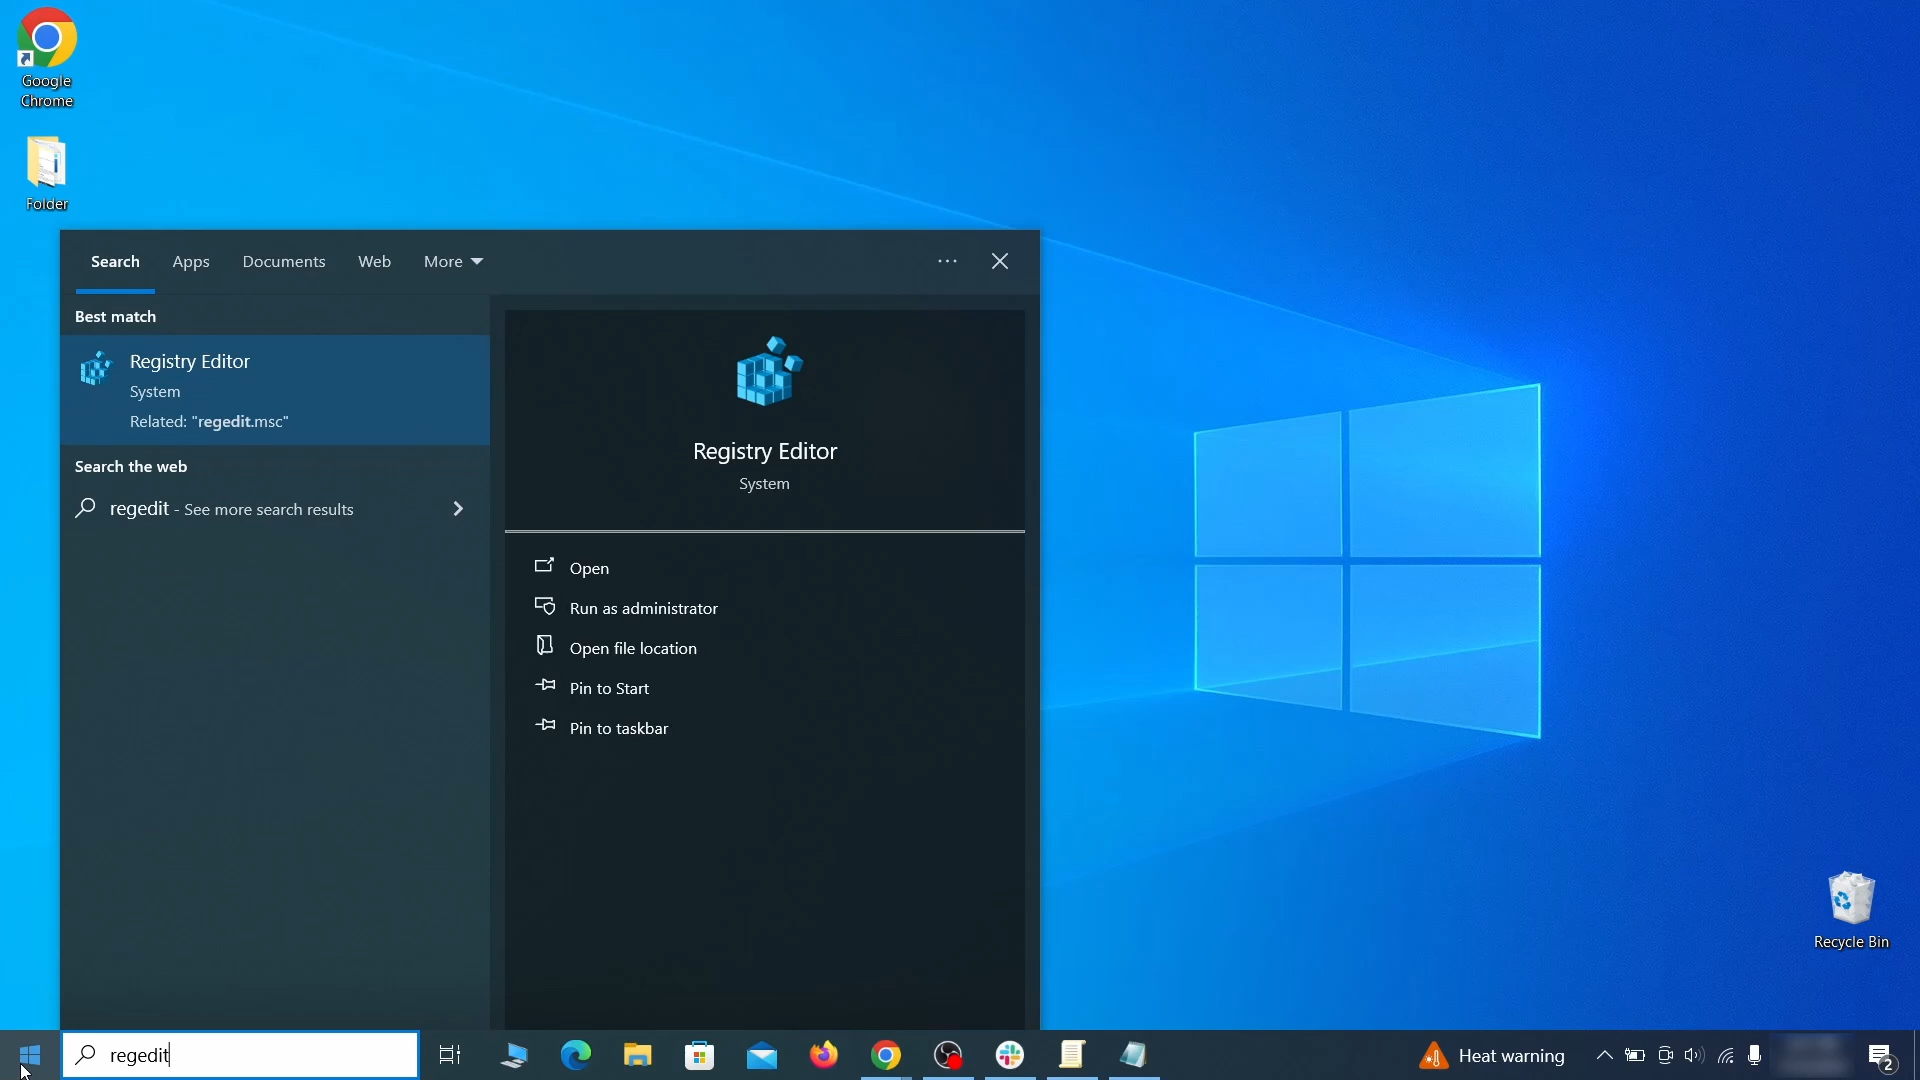 Google
Chrome
Folder
Search Apps Documents Web More
Best match
Registry Editor
System
Related: "regedit.msc"
Search the web
regedit - See more search results
Registry Editor
System
Open
Run as administrator
Open file location
Pin to Start
Pin to taskbar
Recycle Bin
regedit
Heat warning
2